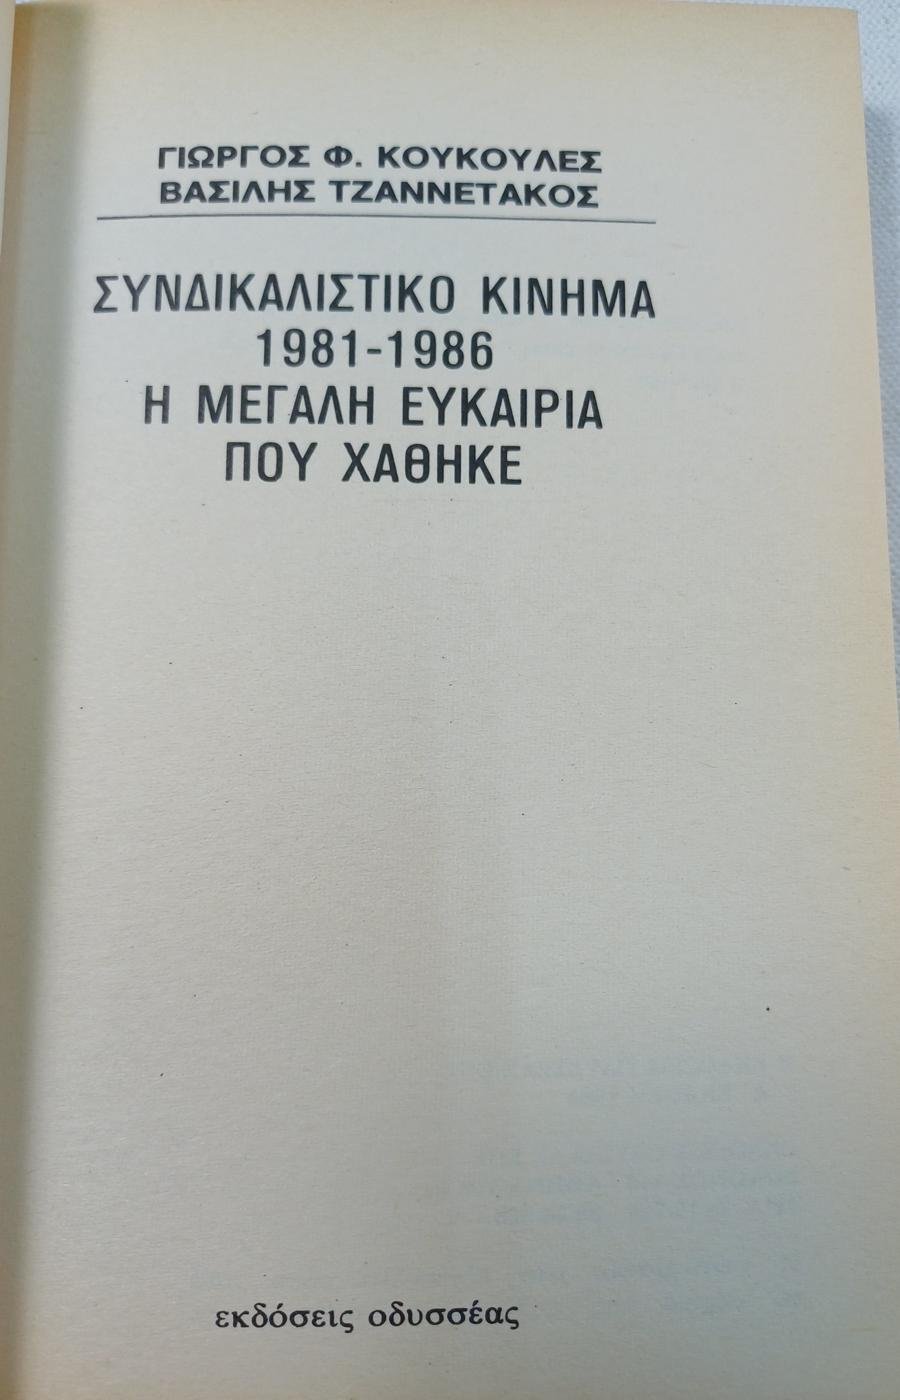 ΓΙΩΡΓΟΣ Φ. ΚΟΥΚΟΥΛΕΣ
ΒΑΣΙΛΗΣ ΤΖΑΝΝΕΤΑΚΟΣ
ΣΥΝΔΙΚΑΛΙΣΤΙΚΟ ΚΙΝΗΜΑ
1981-1986
Η ΜΕΓΑΛΗ ΕΥΚΑΙΡΙΑ
ΠΟΥ ΧΑΘΗΚΕ
εκδόσεις οδυσσέας